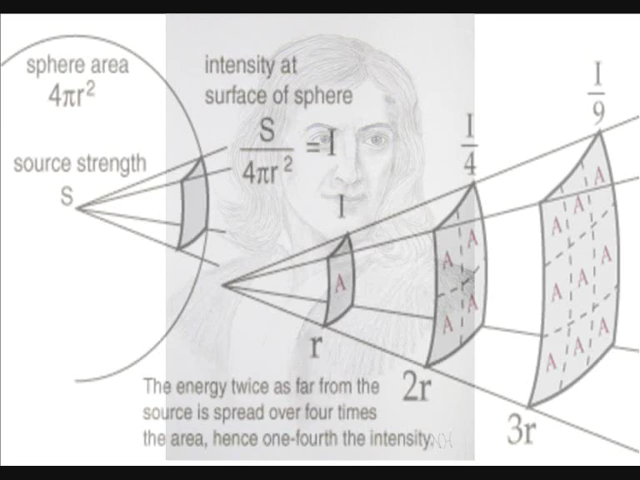 sphere area
4πr²
source strength
S
intensity at
surface of sphere
S
4πr² = I
I
I
4
I
9
A
A
A
A
A
A
A
A
A
A
A
A
A
A
r
2r
3r
The energy twice as far from the
source is spread over four times
the area, hence one-fourth the intensity.